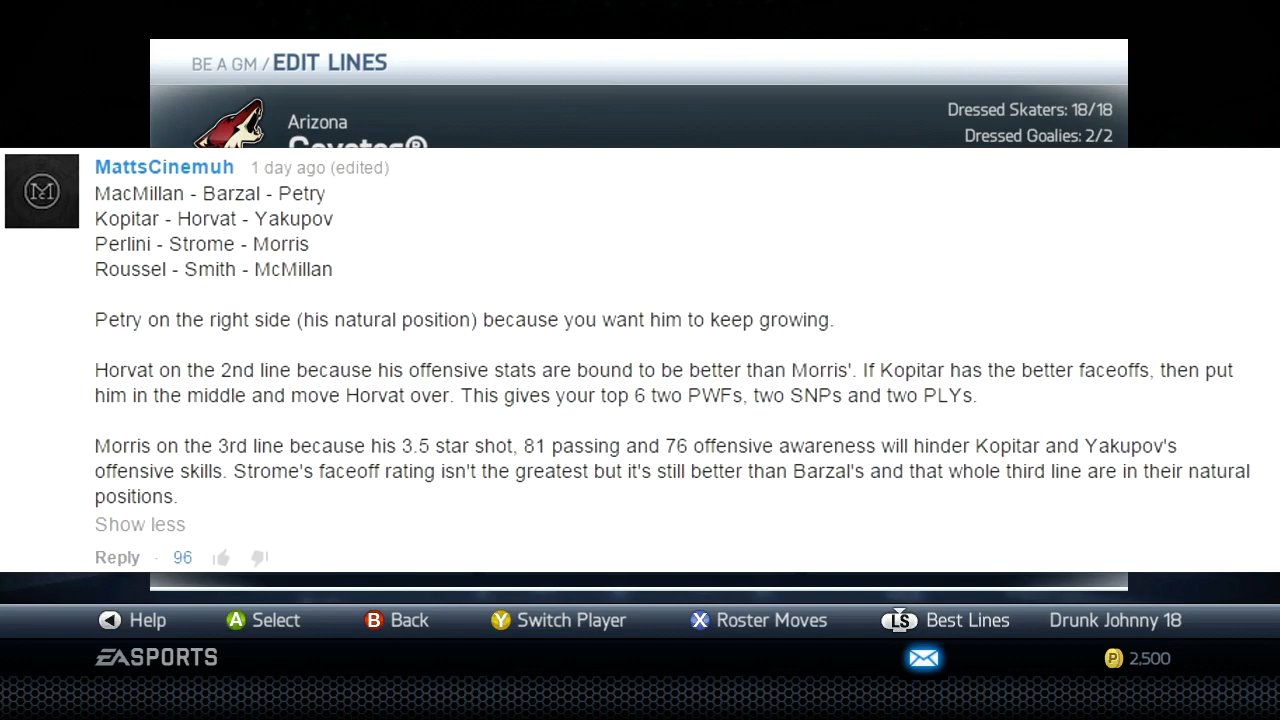 BE A GM / EDIT LINES
Arizona
Coyotes®
Dressed Skaters: 18/18
Dressed Goalies: 2/2
MattsCinemuh 1 day ago (edited)
MacMillan - Barzal - Petry
Kopitar - Horvat - Yakupov
Perlini - Strome - Morris
Roussel - Smith - McMillan
Petry on the right side (his natural position) because you want him to keep growing.
Horvat on the 2nd line because his offensive stats are bound to be better than Morris'. If Kopitar has the better faceoffs, then put
him in the middle and move Horvat over. This gives your top 6 two PWFs, two SNPs and two PLYs.
Morris on the 3rd line because his 3.5 star shot, 81 passing and 76 offensive awareness will hinder Kopitar and Yakupov's
offensive skills. Strome's faceoff rating isn't the greatest but it's still better than Barzal's and that whole third line are in their natural
positions.
Show less
Reply · 96
Help A Select B Back Y Switch Player X Roster Moves LS Best Lines Drunk Johnny 18
EA SPORTS P 2,500